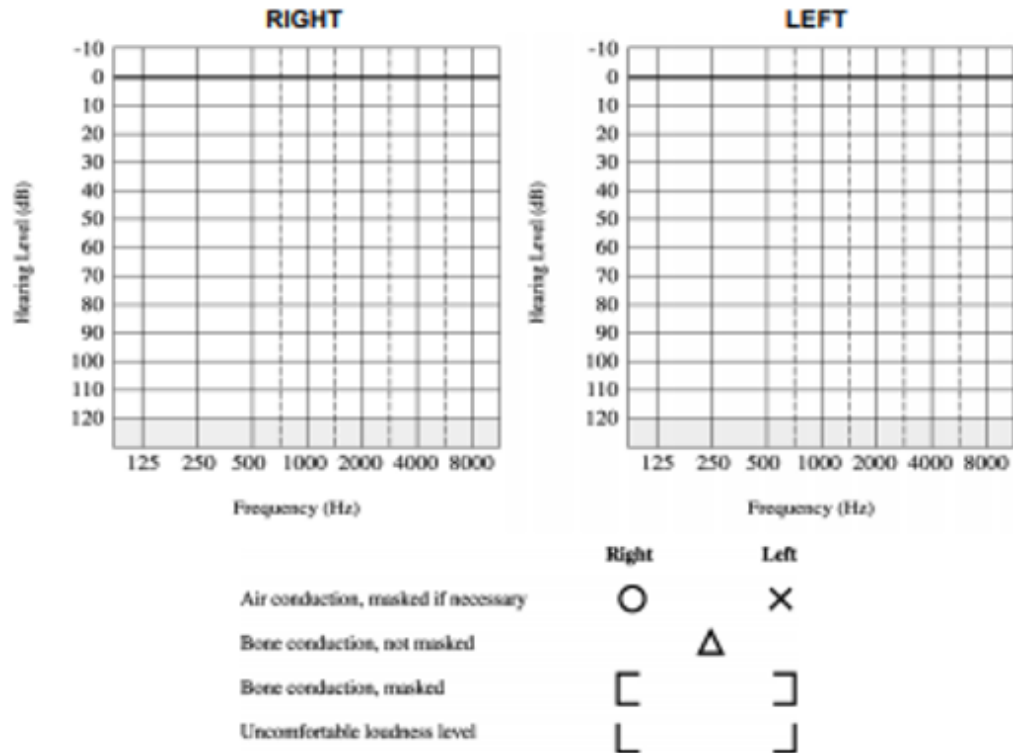 RIGHT LEFT
-10 -10
0 0
10 10
20 20
30 30
40 40
50 50
60 60
70 70
80 80
90 90
100 100
110 110
120 120
Hearing Level (dB) Hearing Level (dB)
125 250 500 1000 2000 4000 8000 125 250 500 1000 2000 4000 8000
Frequency (Hz) Frequency (Hz)
Right Left
Air conduction, masked if necessary
Bone conduction, not masked
Bone conduction, masked
Uncomfortable loudness level